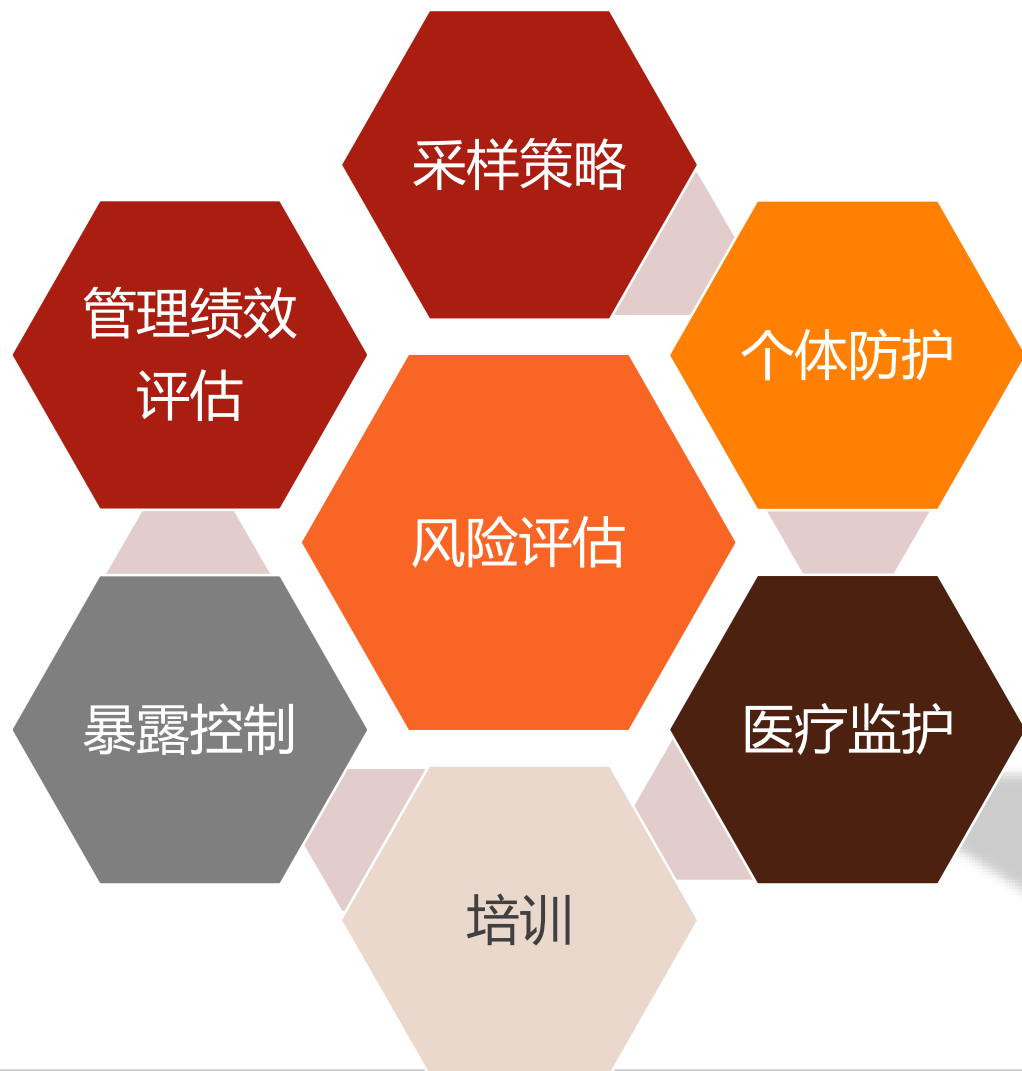 采样策略
管理绩效
评估
个体防护
风险评估
暴露控制
医疗监护
培训